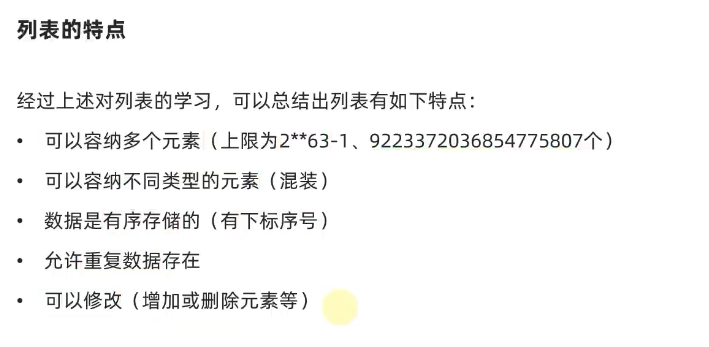 列表的特点
经过上述对列表的学习，可以总结出列表有如下特点：
• 可以容纳多个元素（上限为2**63-1、9223372036854775807个）
• 可以容纳不同类型的元素（混装）
• 数据是有序存储的（有下标序号）
• 允许重复数据存在
• 可以修改（增加或删除元素等）